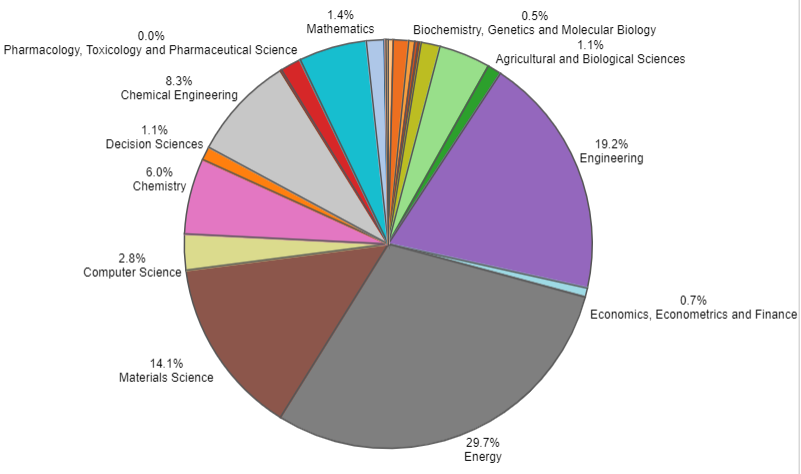 1.4%
Mathematics
0.5%
Biochemistry, Genetics and Molecular Biology
0.0%
Pharmacology, Toxicology and Pharmaceutical Science
1.1%
Agricultural and Biological Sciences
8.3%
Chemical Engineering
1.1%
Decision Sciences
19.2%
Engineering
6.0%
Chemistry
2.8%
Computer Science
0.7%
Economics, Econometrics and Finance
14.1%
Materials Science
29.7%
Energy